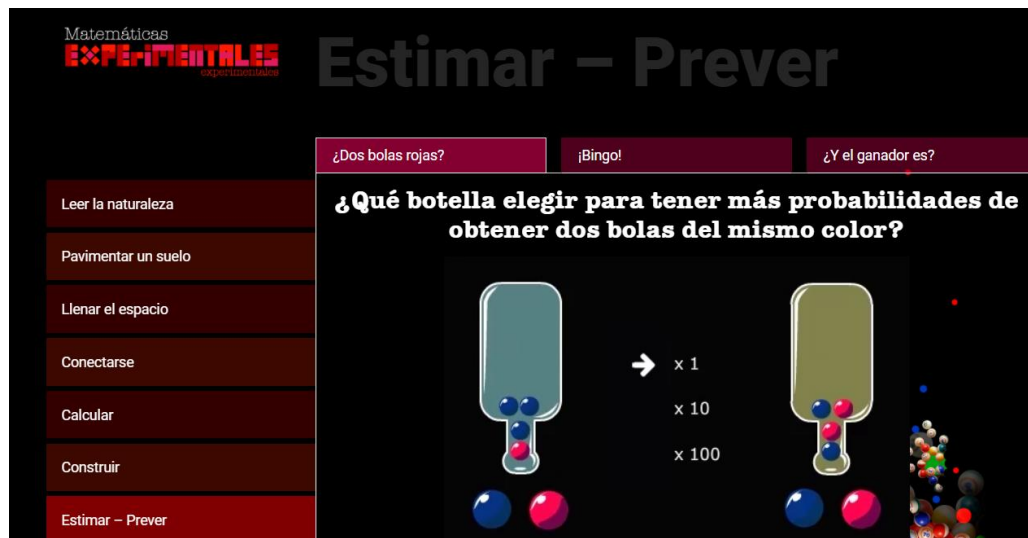 Matemáticas
EXPERIMENTALES
experimentales
Estimar – Prever
¿Dos bolas rojas?
¡Bingo!
¿Y el ganador es?
Leer la naturaleza
Pavimentar un suelo
Llenar el espacio
Conectarse
Calcular
Construir
Estimar – Prever
¿Qué botella elegir para tener más probabilidades de
obtener dos bolas del mismo color?
x 1
x 10
x 100